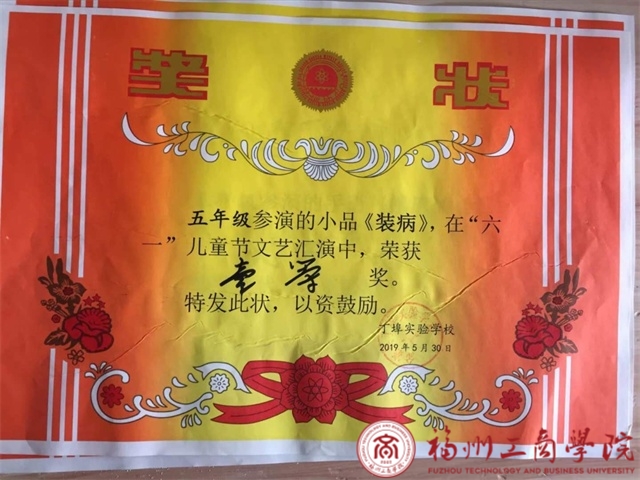 奖 状
五年级参演的小品《装病》，在“六
一”儿童节文艺汇演中，荣获
奖。
特发此状，以资鼓励。
丁埠实验学校
2019年5月30日
福州工商学院
FUZHOU TECHNOLOGY AND BUSINESS UNIVERSITY